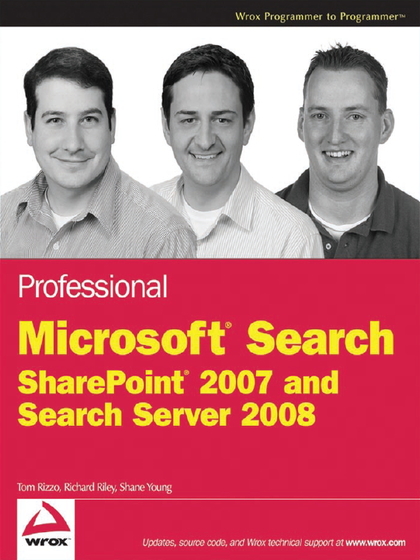 Wrox Programmer to Programmer™
Professional
Microsoft® Search
SharePoint® 2007 and
Search Server 2008
Tom Rizzo, Richard Riley, Shane Young
wrox™
Updates, source code, and Wrox technical support at www.wrox.com